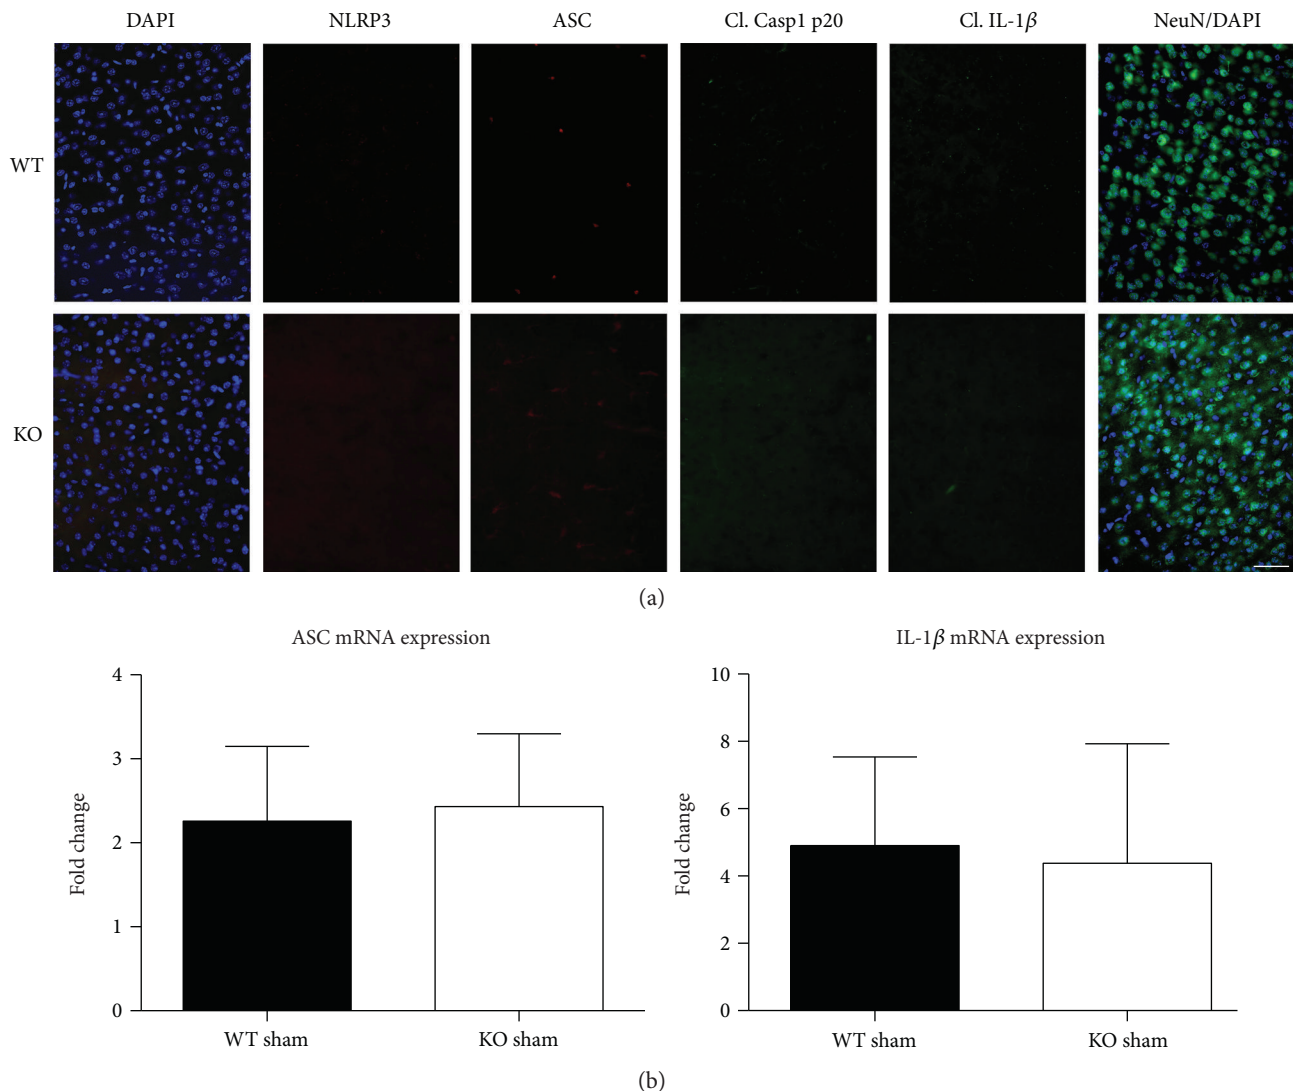 DAPI NLRP3 ASC Cl. Casp1 p20 Cl. IL-1β NeuN/DAPI
WT
KO
(a)
ASC mRNA expression
4
3
2
1
0
Fold change
WT sham KO sham
IL-1β mRNA expression
10
8
6
4
2
0
Fold change
WT sham KO sham
(b)